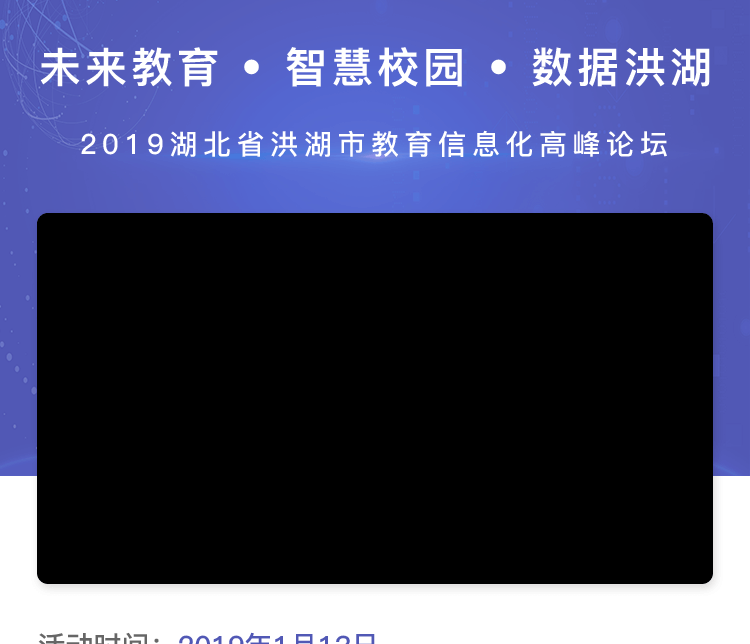 未来教育 • 智慧校园 • 数据洪湖
2019湖北省洪湖市教育信息化高峰论坛
活动时间：2019年1月13日